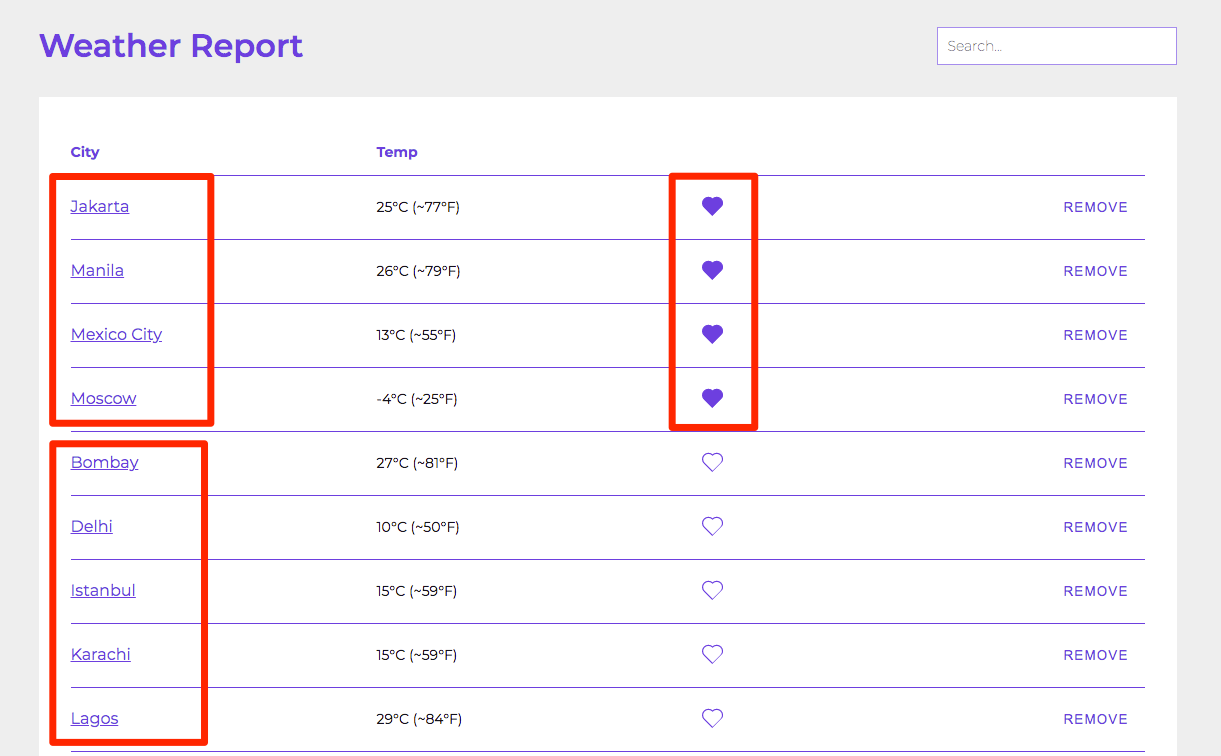 Weather Report
Search...
City Temp
Jakarta 25°C (~77°F) REMOVE
Manila 26°C (~79°F) REMOVE
Mexico City 13°C (~55°F) REMOVE
Moscow -4°C (~25°F) REMOVE
Bombay 27°C (~81°F) REMOVE
Delhi 10°C (~50°F) REMOVE
Istanbul 15°C (~59°F) REMOVE
Karachi 15°C (~59°F) REMOVE
Lagos 29°C (~84°F) REMOVE